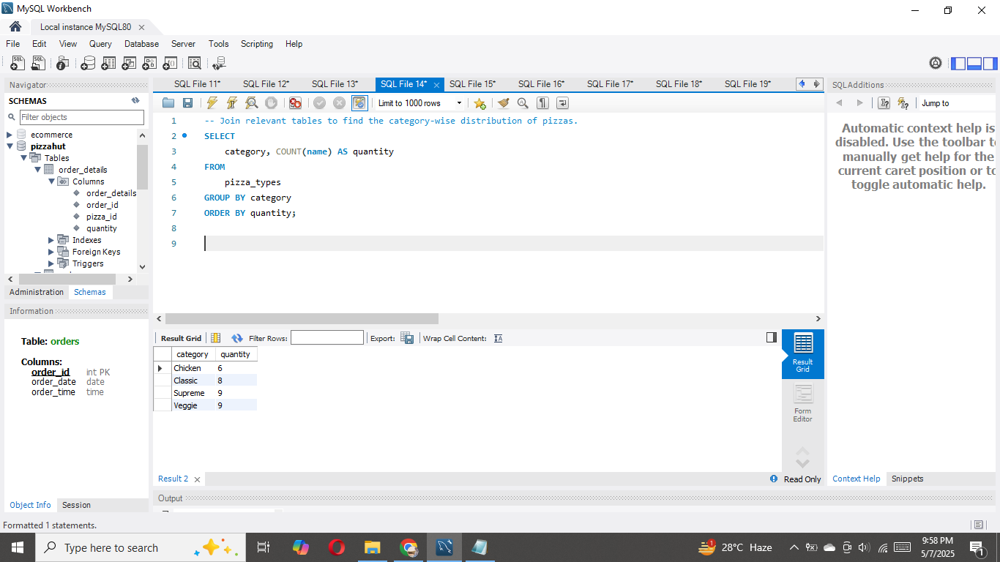 MySQL Workbench
Local instance MySQL80
File Edit View Query Database Server Tools Scripting Help
Navigator
SCHEMAS
Filter objects
ecommerce
pizzahut
Tables
order_details
Columns
order_details
order_id
pizza_id
quantity
Indexes
Foreign Keys
Triggers
Administration Schemas
Information
Table: orders
Columns:
order_id int PK
order_date date
order_time time
Object Info Session
SQL File 11* SQL File 12* SQL File 13* SQL File 14* SQL File 15* SQL File 16* SQL File 17* SQL File 18* SQL File 19*
Limit to 1000 rows
1 -- Join relevant tables to find the category-wise distribution of pizzas.
2 SELECT
3 category, COUNT(name) AS quantity
4 FROM
5 pizza_types
6 GROUP BY category
7 ORDER BY quantity;
8
9
Result Grid Filter Rows: Export: Wrap Cell Content:
category quantity
Chicken 6
Classic 8
Supreme 9
Veggie 9
Result Grid
Form Editor
Result 2 Read Only
Output
SQLAdditions
Jump to
Automatic context help is
disabled. Use the toolbar to
manually get help for the
current caret position or to
toggle automatic help.
Context Help Snippets
Formatted 1 statements.
Type here to search
1
28°C Haze
9:58 PM
5/7/2025
1